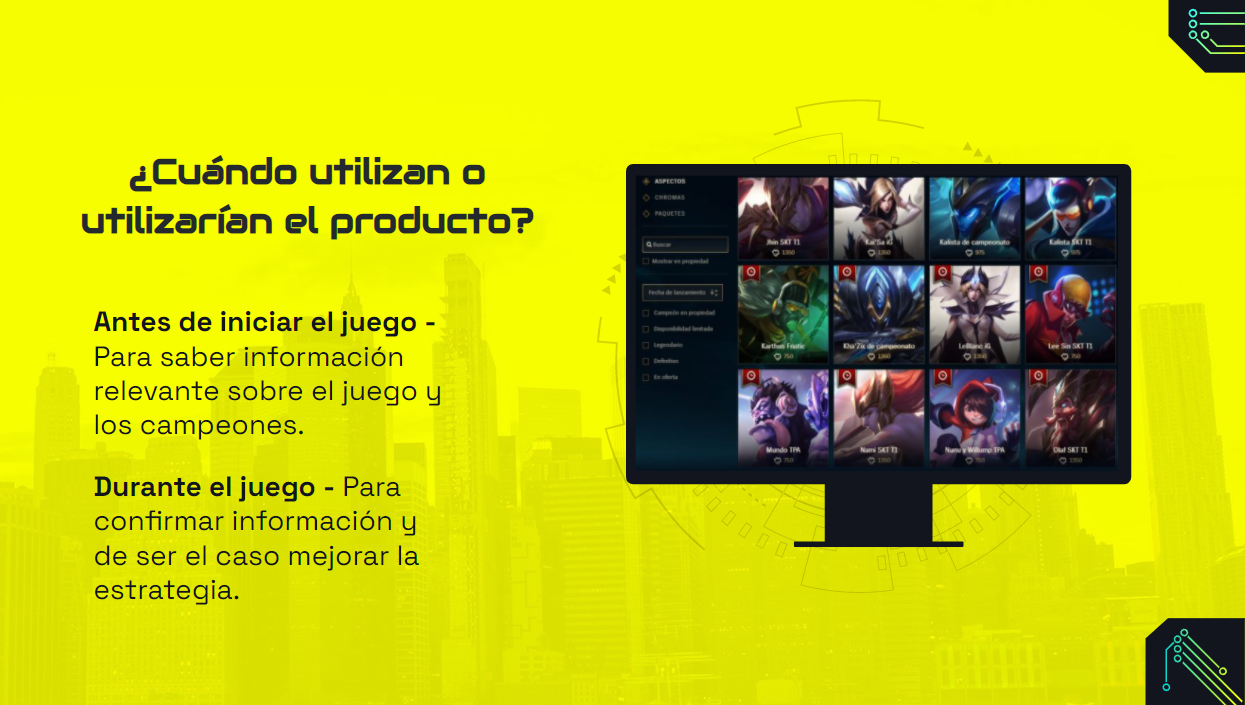 ¿Cuándo utilizan o
utilizarían el producto?
Antes de iniciar el juego -
Para saber información
relevante sobre el juego y
los campeones.
Durante el juego - Para
confirmar información y
de ser el caso mejorar la
estrategia.
ASPECTOS
CHROMAS
PAQUETES
Buscar
Mostrar en propiedad
Fecha de lanzamiento
Campeón en propiedad
Disponibilidad limitada
Legendario
Definitivo
En oferta
Jhin SKT T1
1350
Kai'Sa iG
1350
Kalista de campeonato
975
Kalista SKT T1
975
Karthus Fnatic
750
Kha'Zix de campeonato
1350
LeBlanc iG
1350
Lee Sin SKT T1
750
Mundo TPA
750
Nami SKT T1
1350
Nunu y Willump TPA
750
Olaf SKT T1
1350